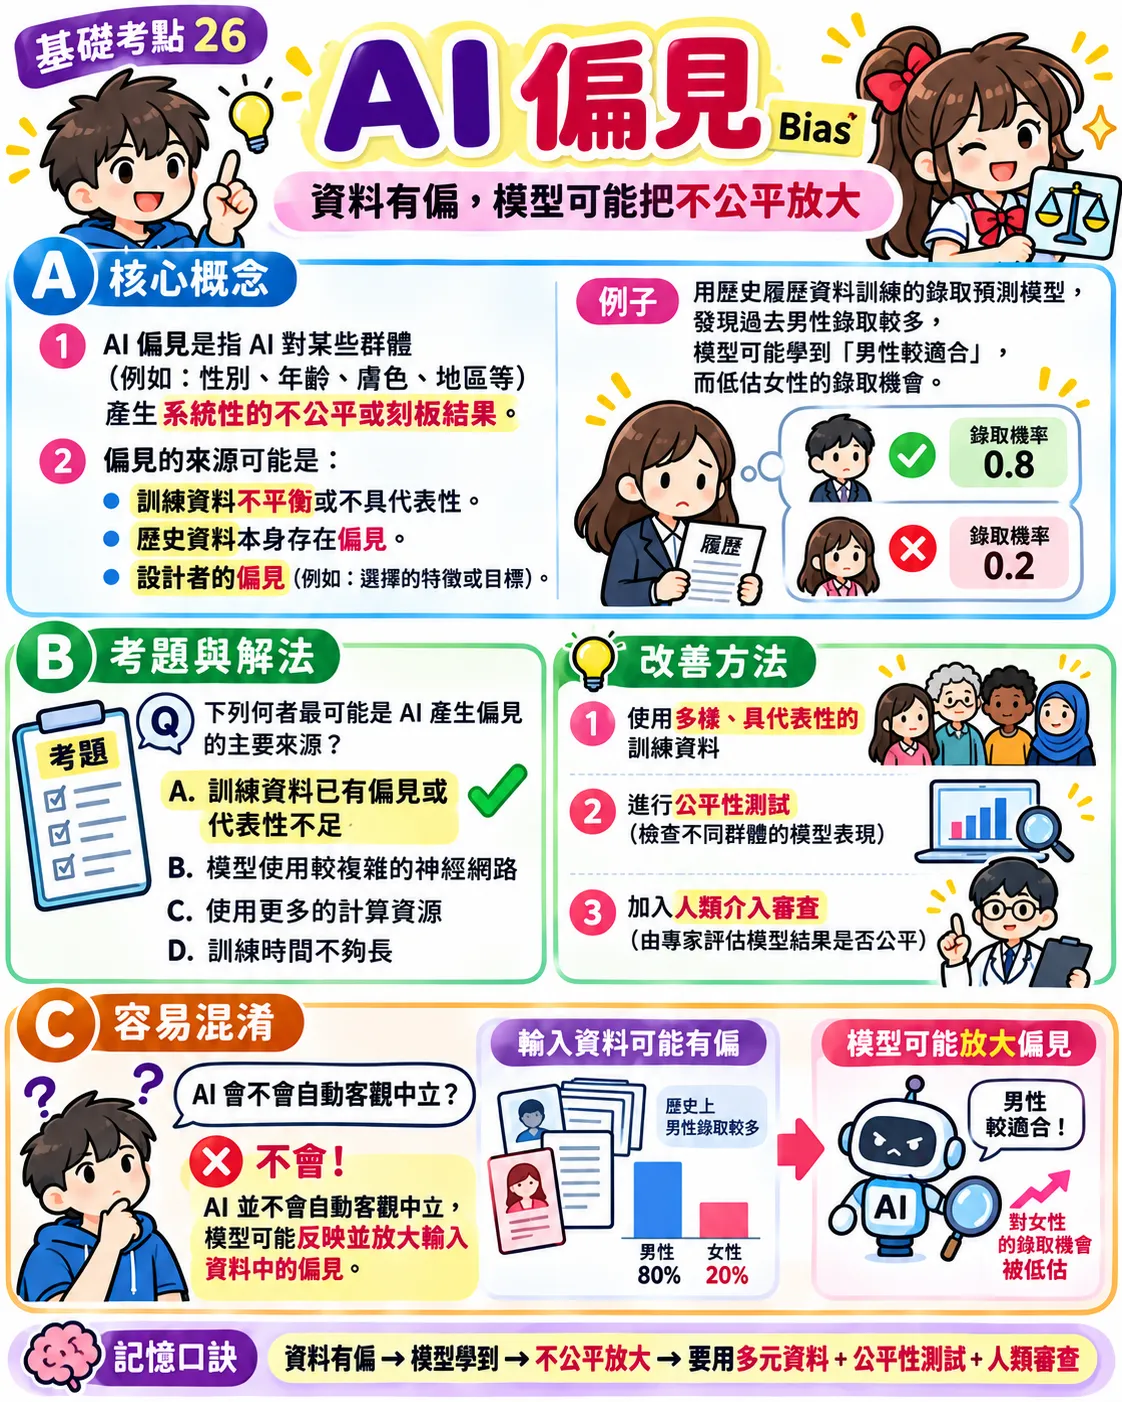 基礎考點 26
AI 偏見
Bias
資料有偏，模型可能把不公平放大
A 核心概念
1 AI 偏見是指 AI 對某些群體
（例如：性別、年齡、膚色、地區等）
產生系統性的不公平或刻板結果。
2 偏見的來源可能是：
訓練資料不平衡或不具代表性。
歷史資料本身存在偏見。
設計者的偏見（例如：選擇的特徵或目標）。
例子
用歷史履歷資料訓練的錄取預測模型，
發現過去男性錄取較多，
模型可能學到「男性較適合」，
而低估女性的錄取機會。
履歷
錄取機率
0.8
錄取機率
0.2
B 考題與解法
考題
Q 下列何者最可能是 AI 產生偏見
的主要來源？
A. 訓練資料已有偏見或
代表性不足
B. 模型使用較複雜的神經網路
C. 使用更多的計算資源
D. 訓練時間不夠長
改善方法
1 使用多樣、具代表性的
訓練資料
2 進行公平性測試
（檢查不同群體的模型表現）
3 加入人類介入審查
（由專家評估模型結果是否公平）
C 容易混淆
? ?
AI 會不會自動客觀中立？
不會！
AI 並不會自動客觀中立，
模型可能反映並放大輸入
資料中的偏見。
輸入資料可能有偏
歷史上
男性錄取較多
男性 女性
80% 20%
模型可能放大偏見
男性
較適合！
AI
對女性
的錄取機會
被低估
記憶口訣
資料有偏 → 模型學到 → 不公平放大 → 要用多元資料 + 公平性測試 + 人類審查